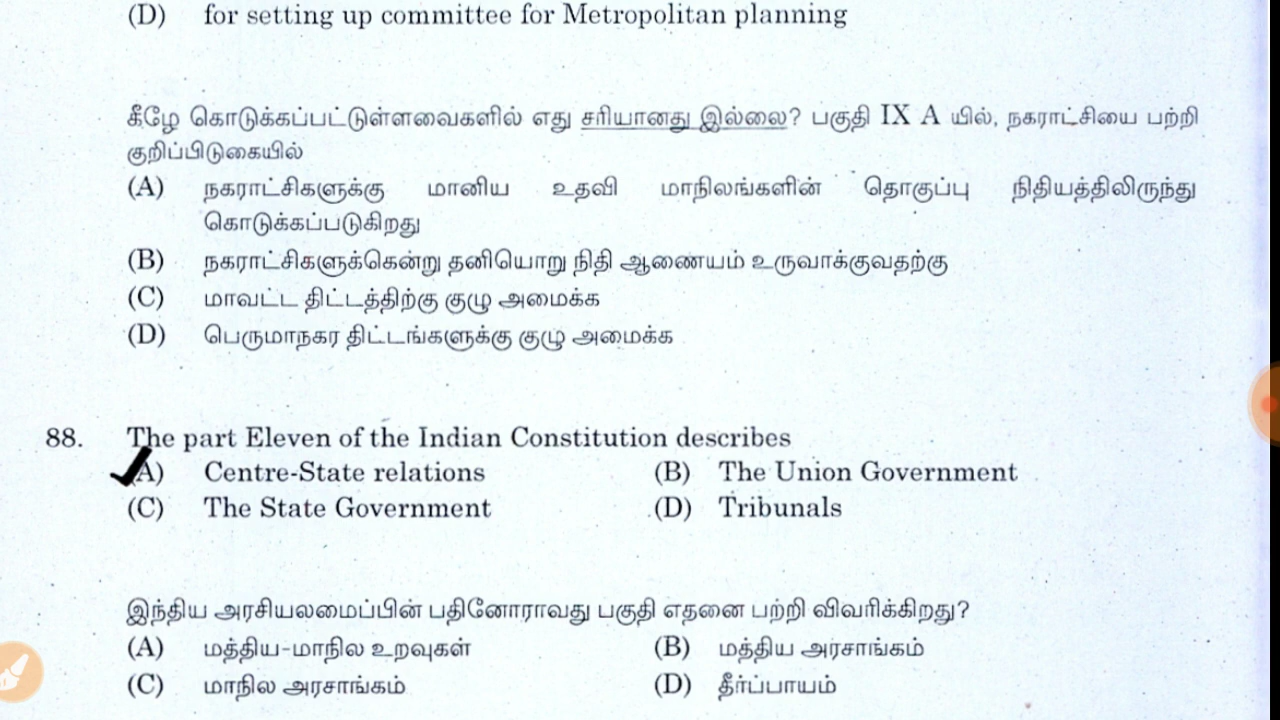 (D) for setting up committee for Metropolitan planning
கீழே கொடுக்கப்பட்டுள்ளவைகளில் எது சரியானது இல்லை? பகுதி IX A யில், நகராட்சியை பற்றி
குறிப்பிடுகையில்
(A) நகராட்சிகளுக்கு மானிய உதவி மாநிலங்களின் தொகுப்பு நிதியத்திலிருந்து
கொடுக்கப்படுகிறது
(B) நகராட்சிகளுக்கென்று தனியொறு நிதி ஆணையம் உருவாக்குவதற்கு
(C) மாவட்ட திட்டத்திற்கு குழு அமைக்க
(D) பெருமாநகர திட்டங்களுக்கு குழு அமைக்க
88. The part Eleven of the Indian Constitution describes
(A) Centre-State relations (B) The Union Government
(C) The State Government (D) Tribunals
இந்திய அரசியலமைப்பின் பதினோராவது பகுதி எதனை பற்றி விவரிக்கிறது?
(A) மத்திய-மாநில உறவுகள் (B) மத்திய அரசாங்கம்
(C) மாநில அரசாங்கம் (D) தீர்ப்பாயம்